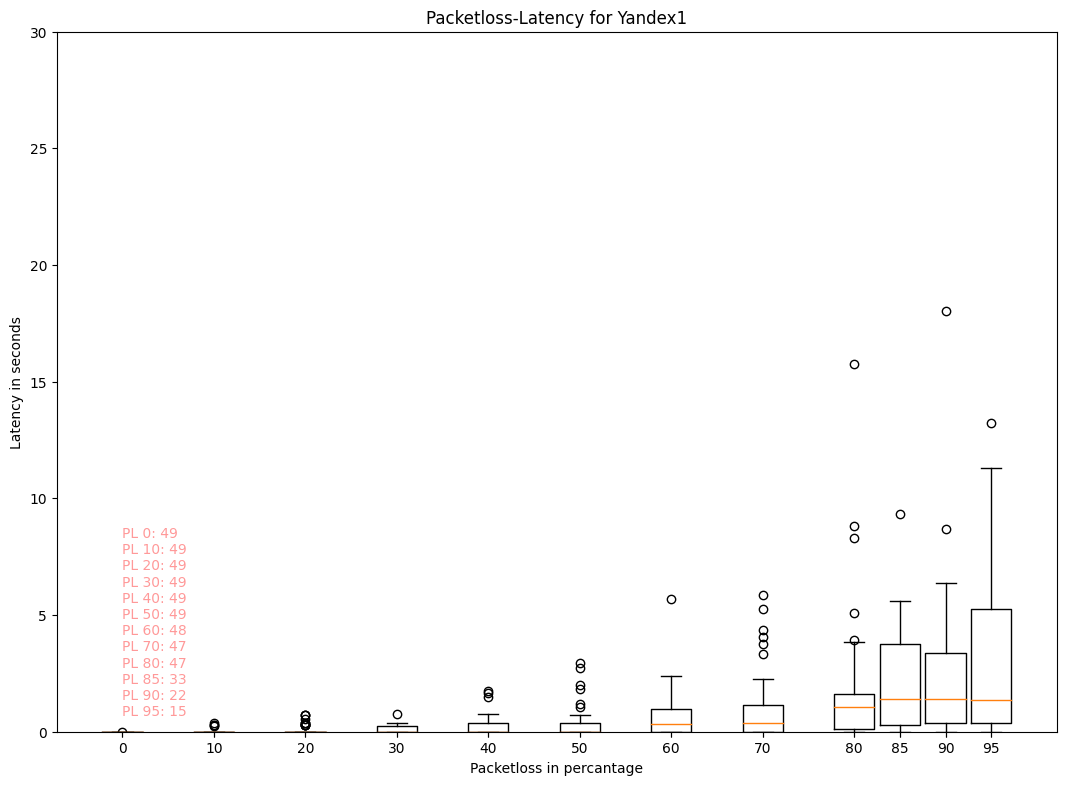 Packetloss-Latency for Yandex1
30
25
20
15
10
5
0
Latency in seconds
PL 0: 49
PL 10: 49
PL 20: 49
PL 30: 49
PL 40: 49
PL 50: 49
PL 60: 48
PL 70: 47
PL 80: 47
PL 85: 33
PL 90: 22
PL 95: 15
0 10 20 30 40 50 60 70 80 85 90 95
Packetloss in percantage